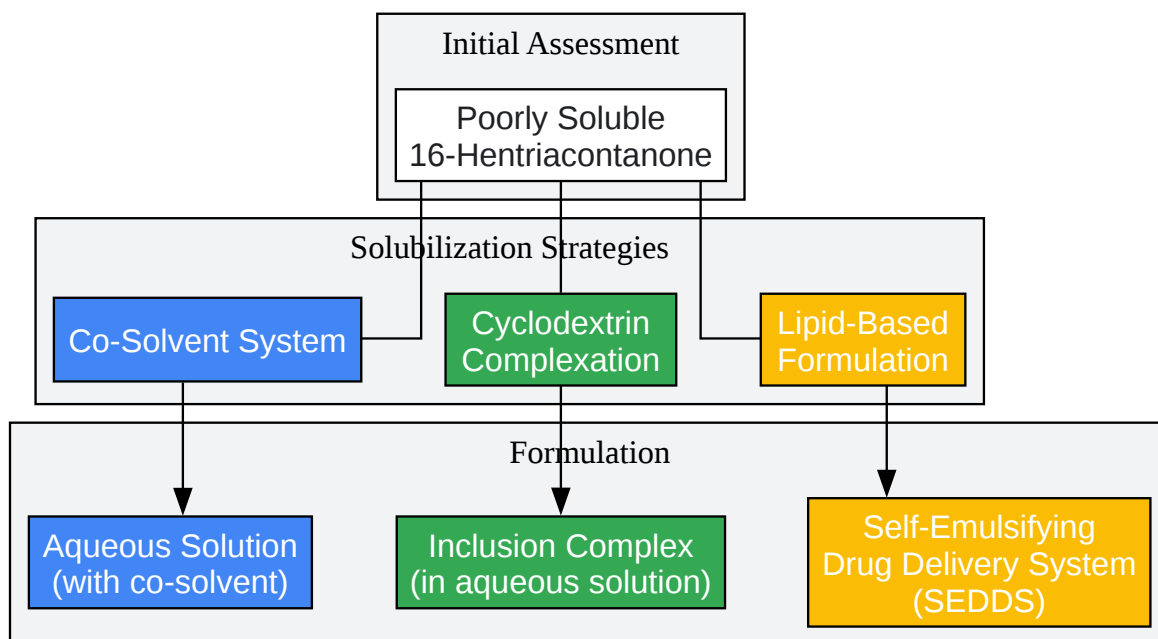 Initial Assessment
Poorly Soluble
16-Hentriacontanone
Solubilization Strategies
Co-Solvent System
Cyclodextrin
Complexation
Lipid-Based
Formulation
Formulation
Aqueous Solution
(with co-solvent)
Inclusion Complex
(in aqueous solution)
Self-Emulsifying
Drug Delivery System
(SEDDS)